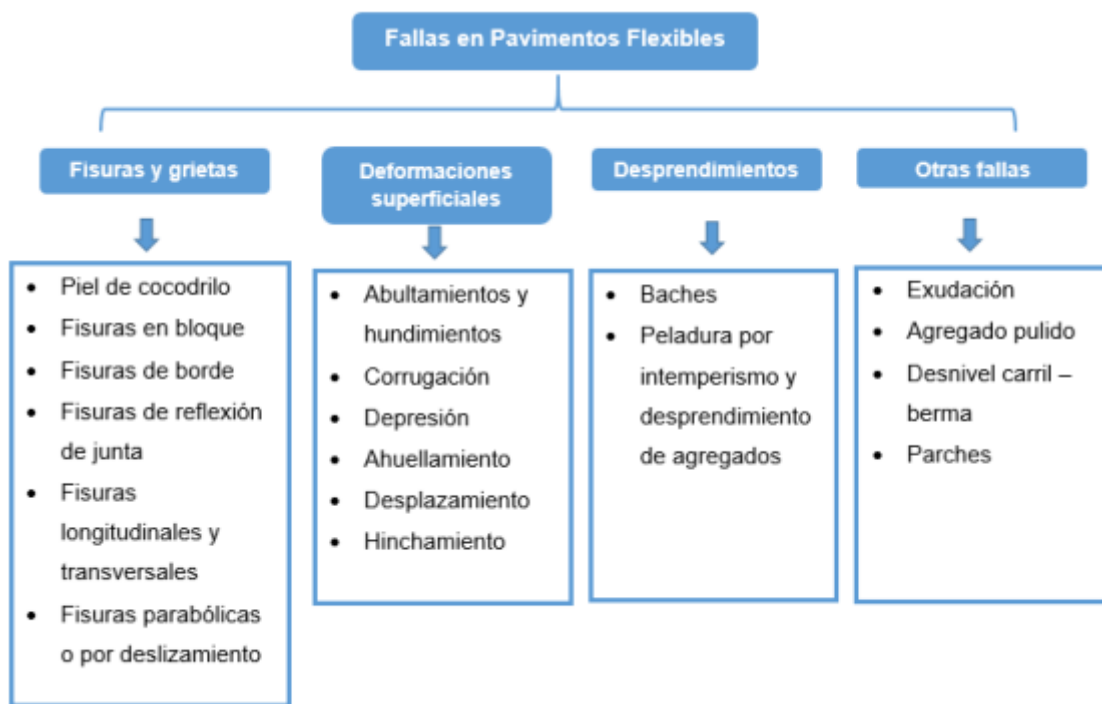 Fallas en Pavimentos Flexibles
Fisuras y grietas
• Piel de cocodrilo
• Fisuras en bloque
• Fisuras de borde
• Fisuras de reflexión
de junta
• Fisuras
longitudinales y
transversales
• Fisuras parabólicas
o por deslizamiento
Deformaciones
superficiales
• Abultamientos y
hundimientos
• Corrugación
• Depresión
• Ahuellamiento
• Desplazamiento
• Hinchamiento
Desprendimientos
• Baches
• Peladura por
intemperismo y
desprendimiento
de agregados
Otras fallas
• Exudación
• Agregado pulido
• Desnivel carril –
berma
• Parches